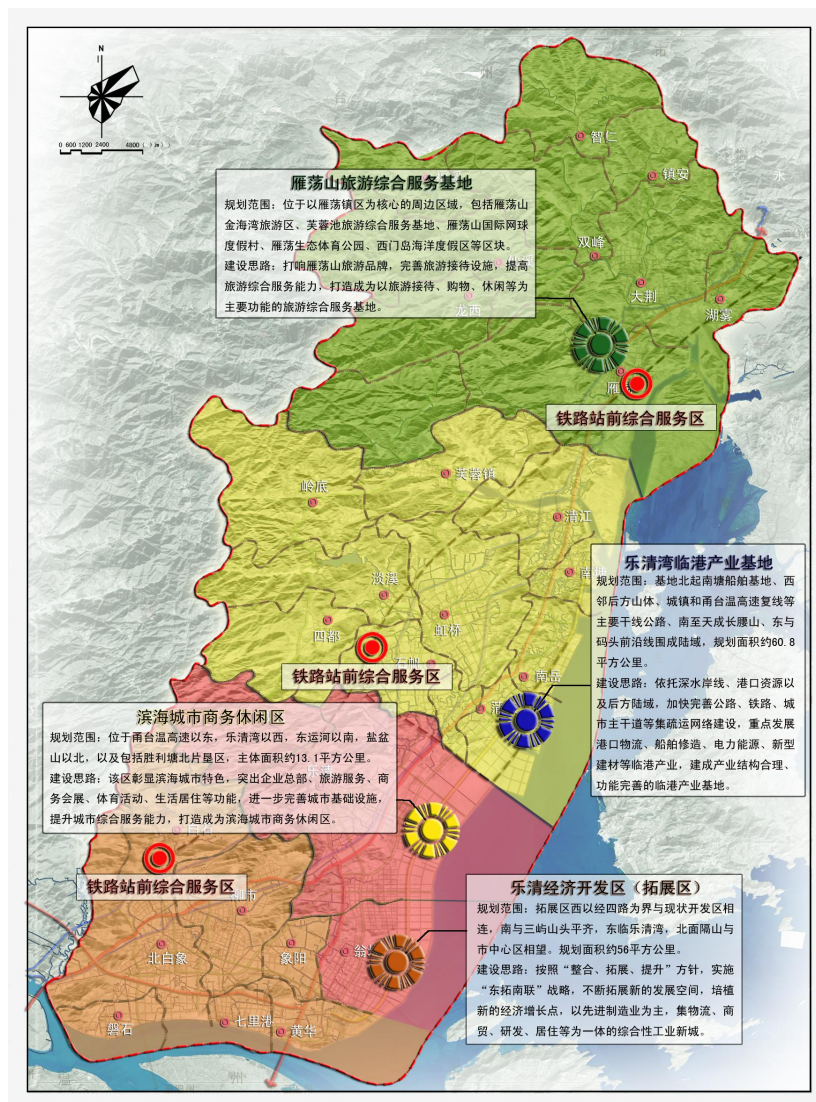 N
0 600 1200 2400 4800
智仁
镇安
永
雁荡山旅游综合服务基地
规划范围：位于以雁荡镇区为核心的周边区域，包括雁荡山
金海湾旅游区、芙蓉池旅游综合服务基地、雁荡山国际网球
度假村、雁荡生态体育公园、西门岛海洋度假区等区块。
建设思路：打响雁荡山旅游品牌，完善旅游接待设施，提高
旅游综合服务能力，打造成为以旅游接待、购物、休闲等为
主要功能的旅游综合服务基地。
双峰
大荆
龙西
湖雾
雁
铁路站前综合服务区
芙蓉镇
岭底
清江
南
乐清湾临港产业基地
规划范围：基地北起南塘船舶基地、西
邻后方山体、城镇和甬台温高速复线等
主要干线公路、南至天成长腰山、东与
码头前沿线围成陆域，规划面积约60.8
平方公里。
建设思路：依托深水岸线、港口资源以
及后方陆域，加快完善公路、铁路、城
市主干道等集疏运网络建设，重点发展
港口物流、船舶修造、电力能源、新型
建材等临港产业，建成产业结构合理、
功能完善的临港产业基地。
淡溪
四都
虹桥
铁路站前综合服务区
南岳
滨海城市商务休闲区
规划范围：位于甬台温高速以东，乐清湾以西，东运河以南，盐盆
山以北，以及包括胜利塘北片垦区，主体面积约13.1平方公里。
建设思路：该区彰显滨海城市特色，突出企业总部、旅游服务、商
务会展、体育活动、生活居住等功能，进一步完善城市基础设施，
提升城市综合服务能力，打造成为滨海城市商务休闲区。
铁路站前综合服务区
市
乐清经济开发区（拓展区）
规划范围：拓展区西以经四路为界与现状开发区相
连，南与三屿山头平齐，东临乐清湾，北面隔山与
市中心区相望。规划面积约56平方公里。
建设思路：按照“整合、拓展、提升”方针，实施
“东拓南联”战略，不断拓展新的发展空间，培植
新的经济增长点，以先进制造业为主，集物流、商
贸、研发、居住等为一体的综合性工业新城。
北白象
象阳
翁
磐石
七里港
黄华
温
州